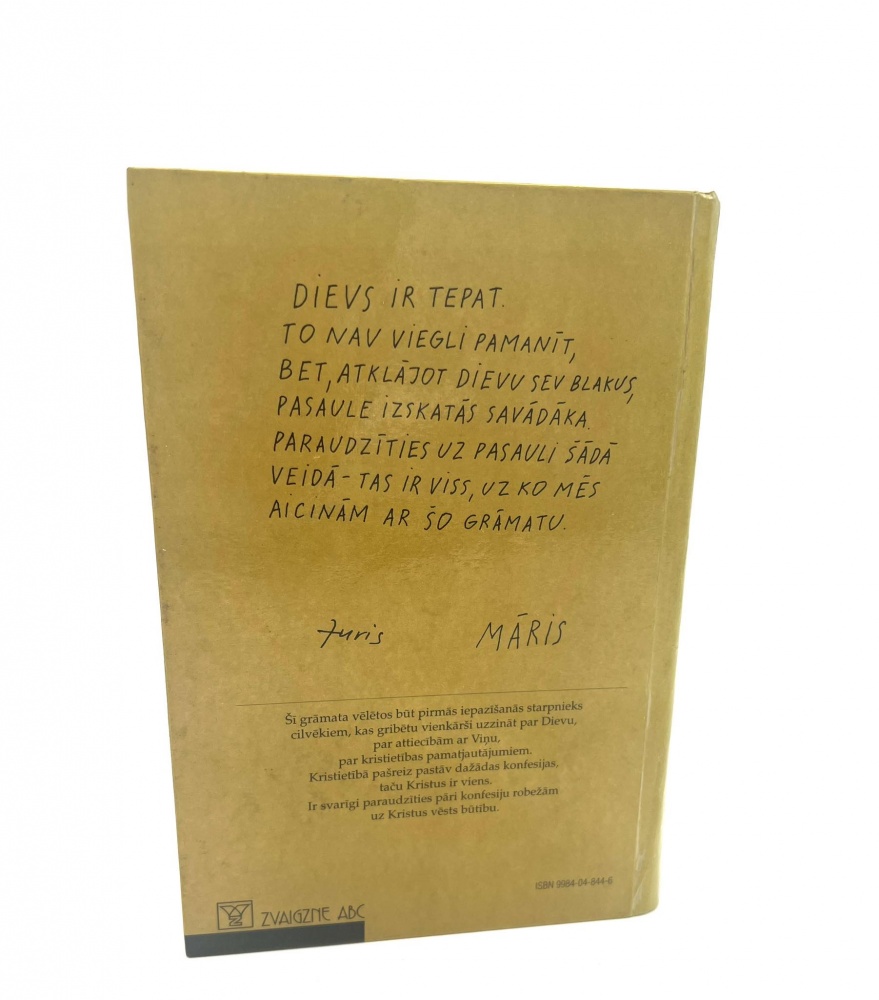 DIEVS IR TEPAT.
TO NAV VIEGLI PAMANĪT,
BET, ATKLĀJOT DIEVU SEV BLAKUS,
PASAULE IZSKATĀS SAVĀDĀKA.
PARAUDZĪTIES UZ PASAULI ŠĀDĀ
VEIDĀ – TAS IR VISS, UZ KO MĒS
AICINĀM AR ŠO GRĀMATU.
Juris MĀRIS
Šī grāmata vēlētos būt pirmās iepazīšanās starpnieks
cilvēkiem, kas gribētu vienkārši uzzināt par Dievu,
par attiecībām ar Viņu,
par kristietības pamatjautājumiem.
Kristietībā pašreiz pastāv dažādas konfesijas,
taču Kristus ir viens.
Ir svarīgi paraudzīties pāri konfesiju robežām
uz Kristus vēsts būtību.
ISBN 9984-04-844-6
ZVAIGZNE ABC